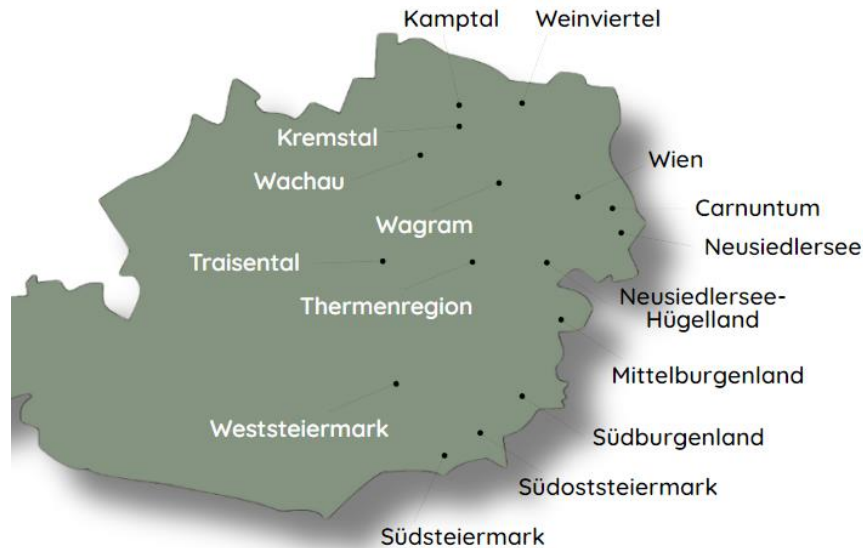 Kamptal
Weinviertel
Kremstal
Wachau
Wien
Wagram
Carnuntum
Neusiedlersee
Traisental
Thermenregion
Neusiedlersee-
Hügelland
Mittelburgenland
Weststeiermark
Südburgenland
Südoststeiermark
Südsteiermark